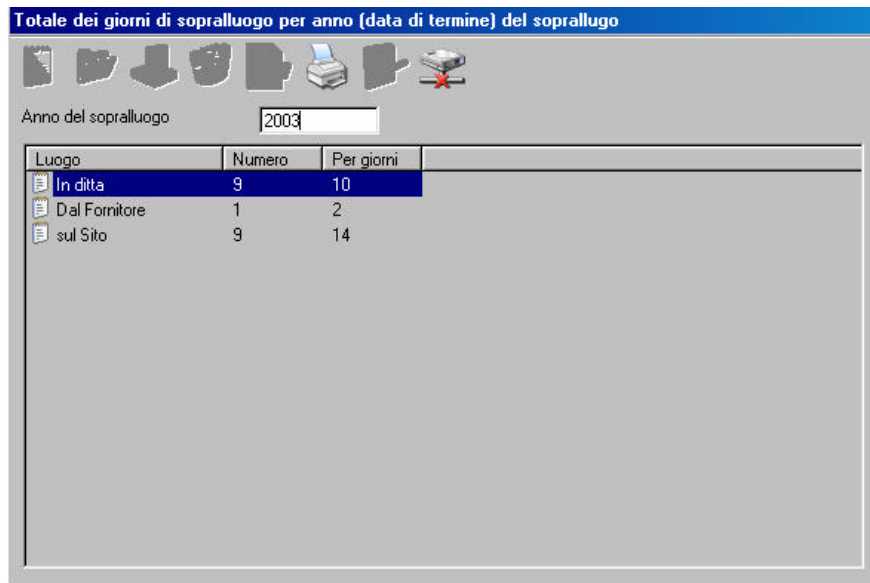 Totale dei giorni di sopralluogo per anno (data di termine) del soprallugo
Anno del sopralluogo 2003
Luogo Numero Per giorni
In ditta 9 10
Dal Fornitore 1 2
sul Sito 9 14